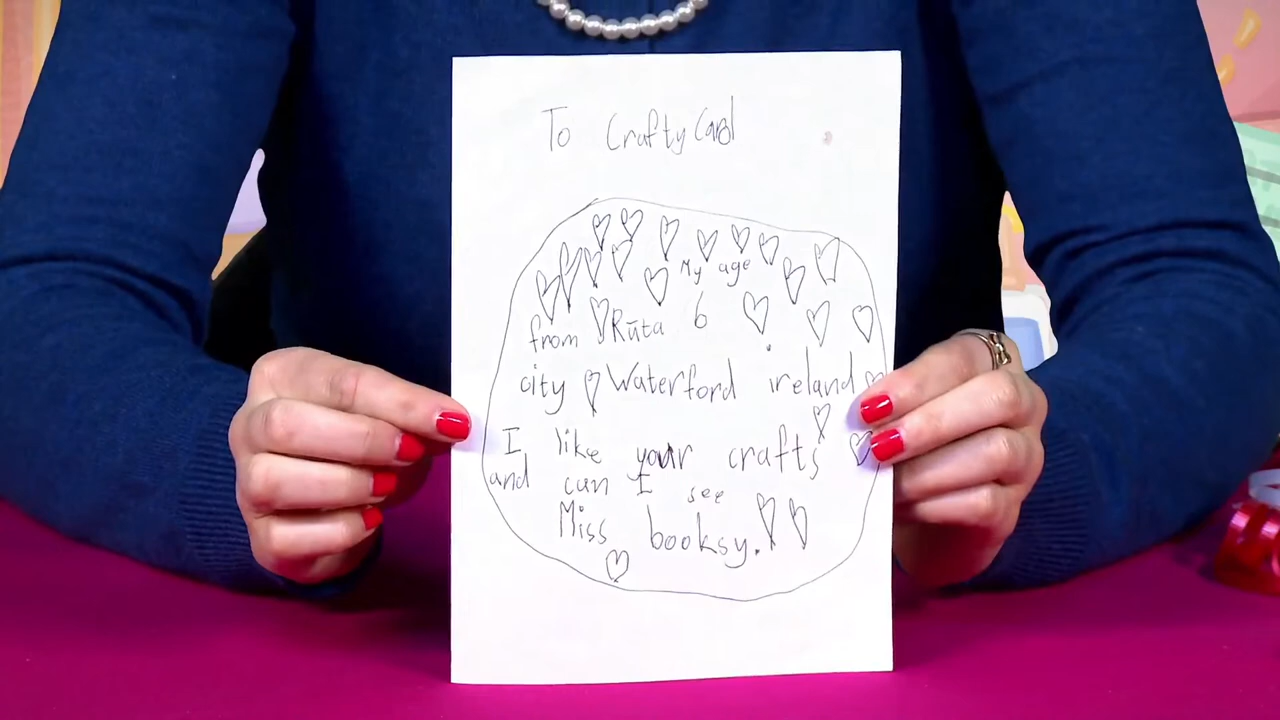 To Crafty Carol
My age
from Rūta 6
city Waterford ireland
I like your crafts
and can I see
Miss booksy.